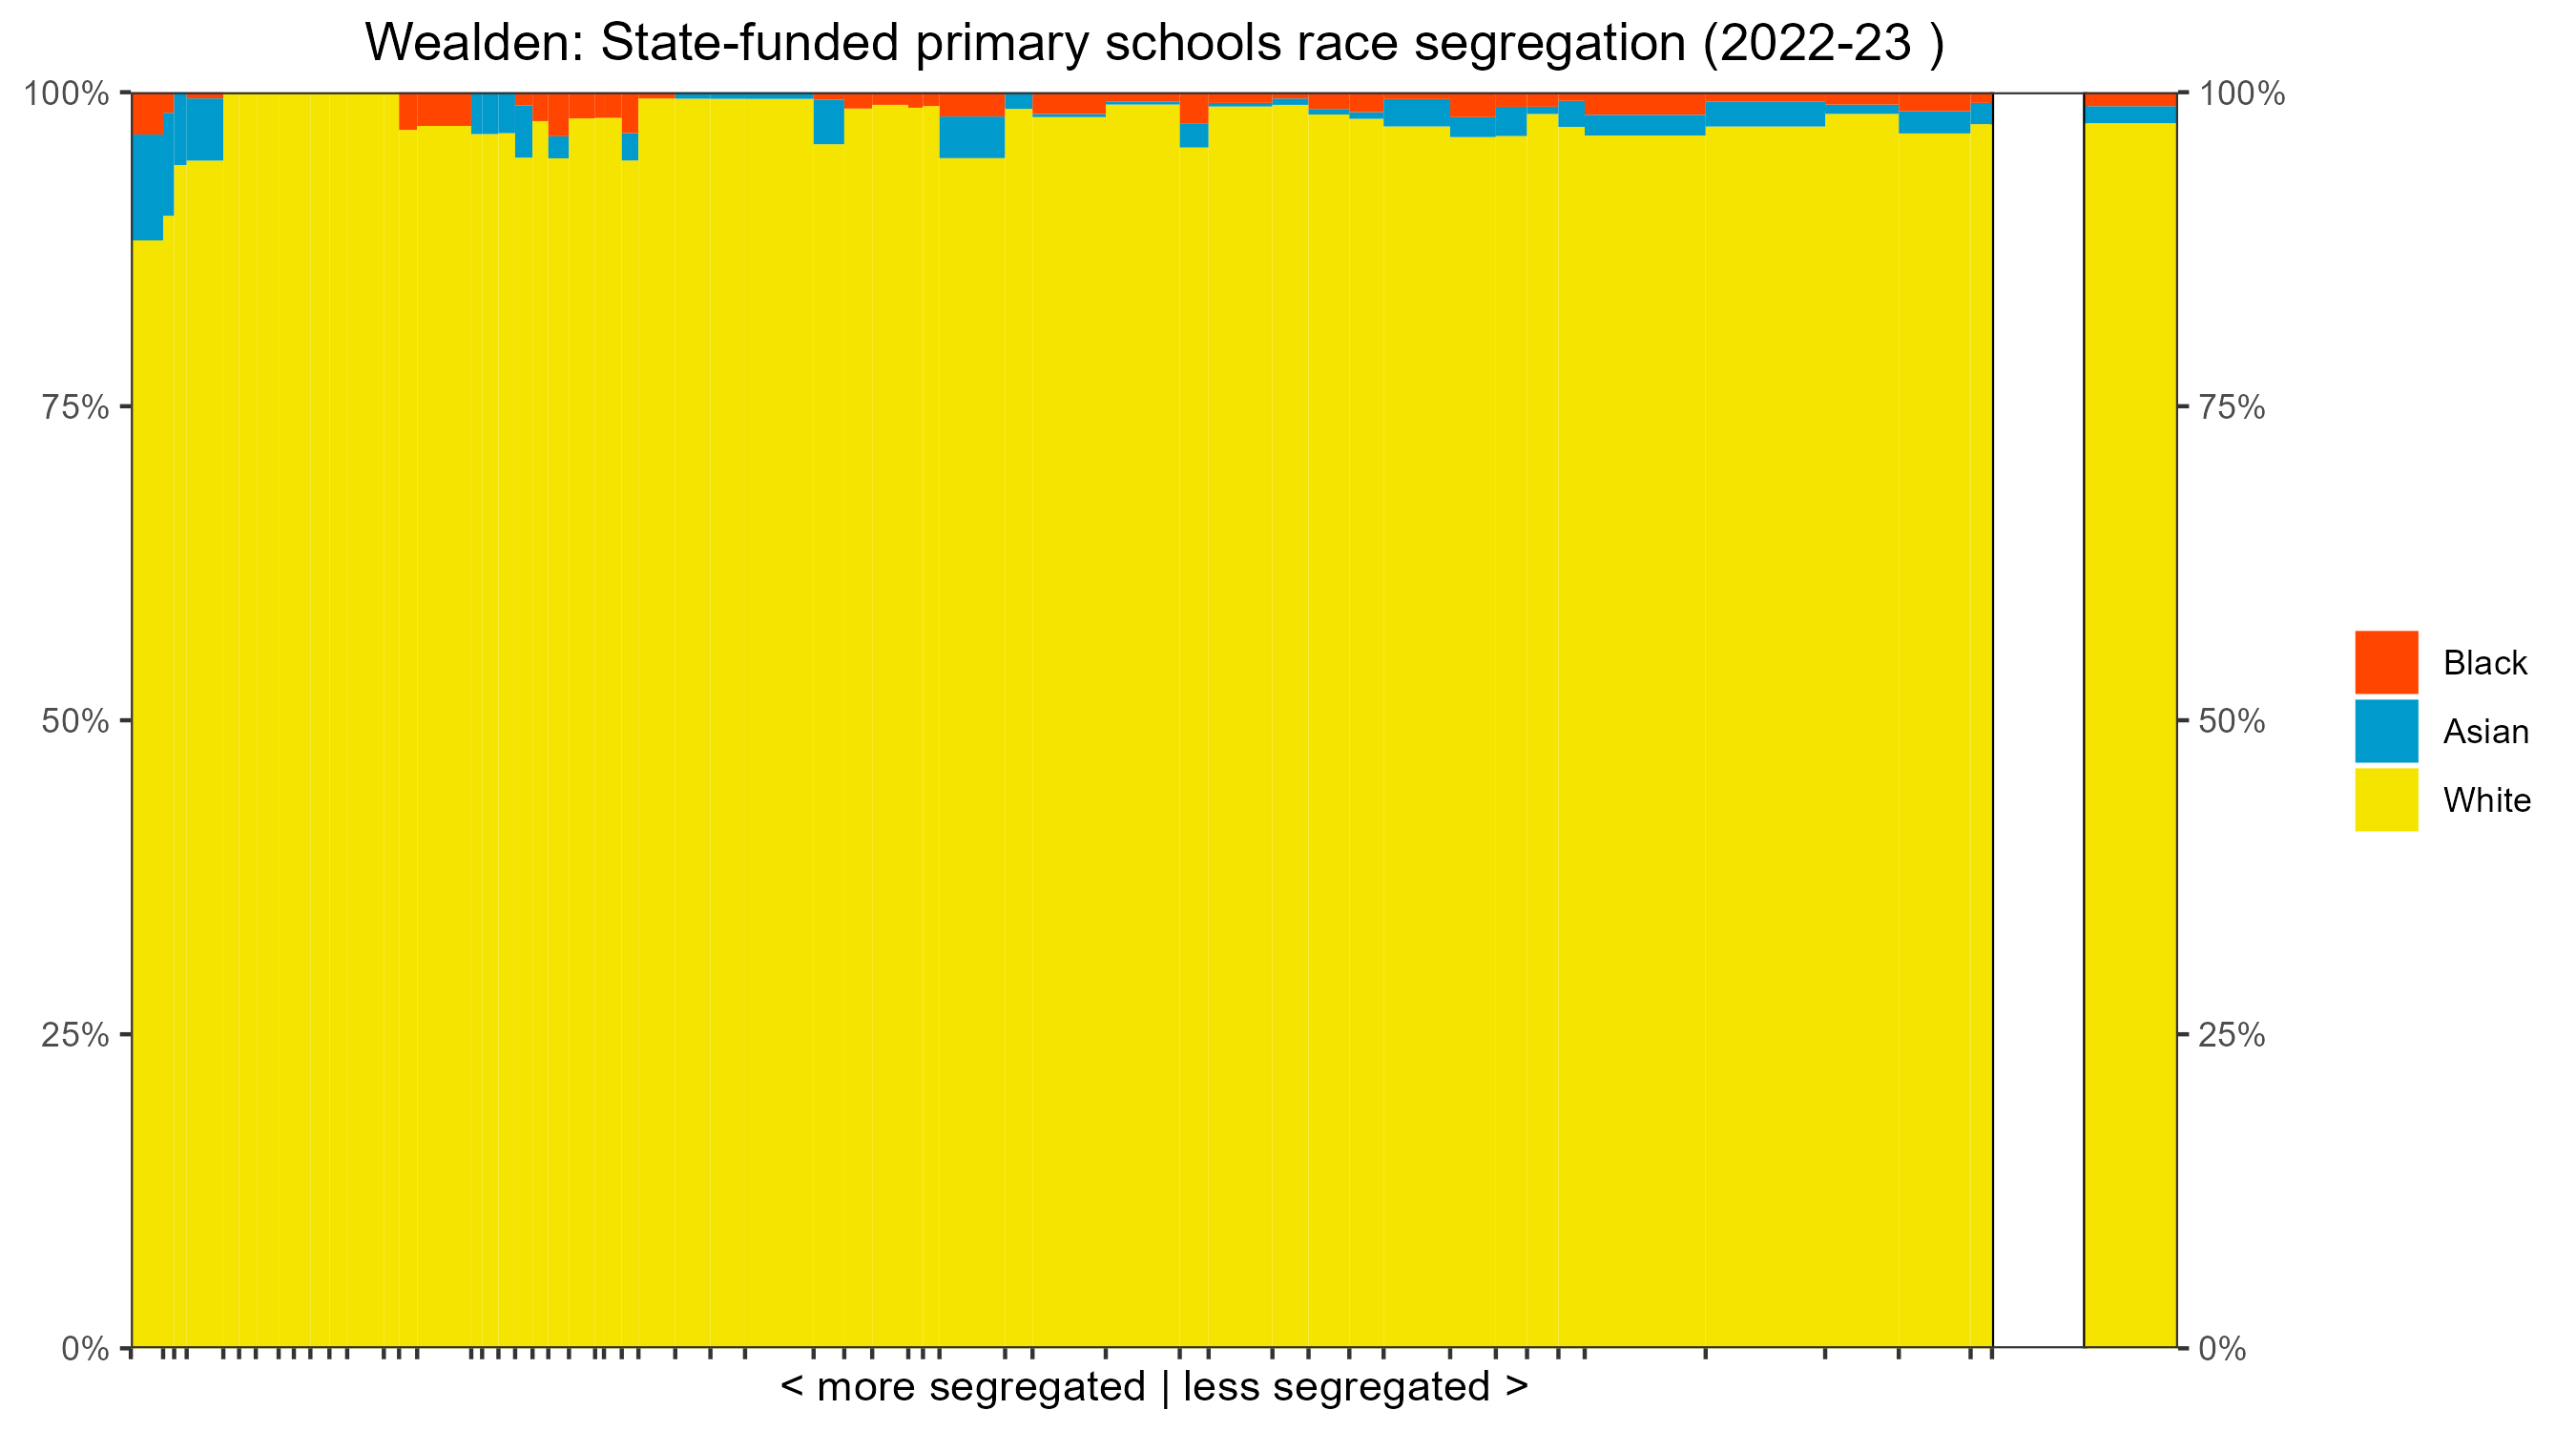 Wealden: State-funded primary schools race segregation (2022-23 )
100%
75%
50%
25%
0%
100%
75%
50%
25%
0%
Black
Asian
White
< more segregated | less segregated >